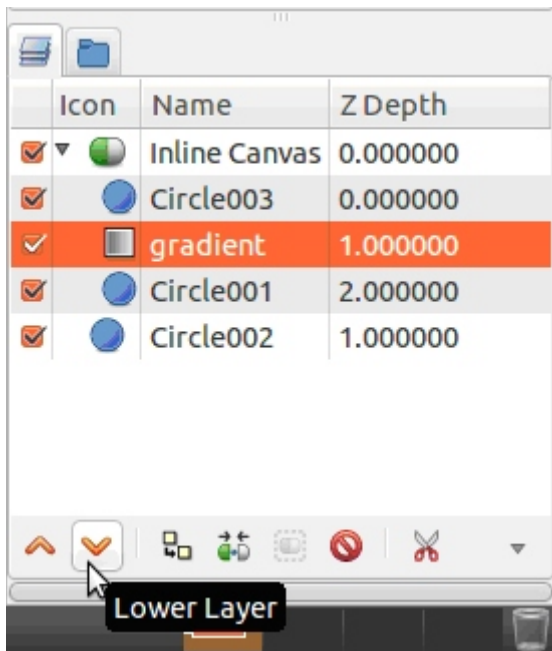 Icon Name Z Depth
Inline Canvas 0.000000
Circle003 0.000000
gradient 1.000000
Circle001 2.000000
Circle002 1.000000
Lower Layer